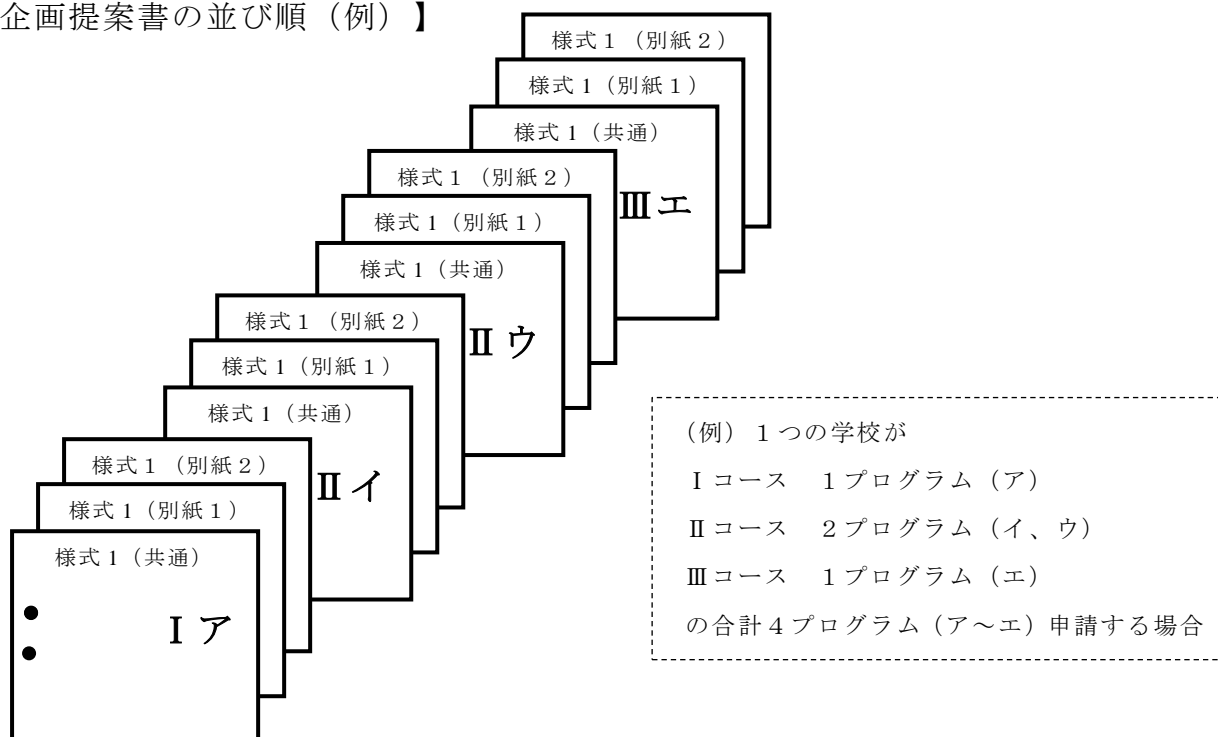 企画提案書の並び順（例）】
様式１（別紙２）
様式１（別紙１）
様式１（共通）
Ⅲエ
様式１（別紙２）
様式１（別紙１）
様式１（共通）
Ⅱウ
様式１（別紙２）
様式１（別紙１）
様式１（共通）
Ⅱイ
様式１（別紙２）
様式１（別紙１）
様式１（共通）
Ⅰア
（例）１つの学校が
Ⅰコース　１プログラム（ア）
Ⅱコース　２プログラム（イ、ウ）
Ⅲコース　１プログラム（エ）
の合計４プログラム（ア～エ）申請する場合